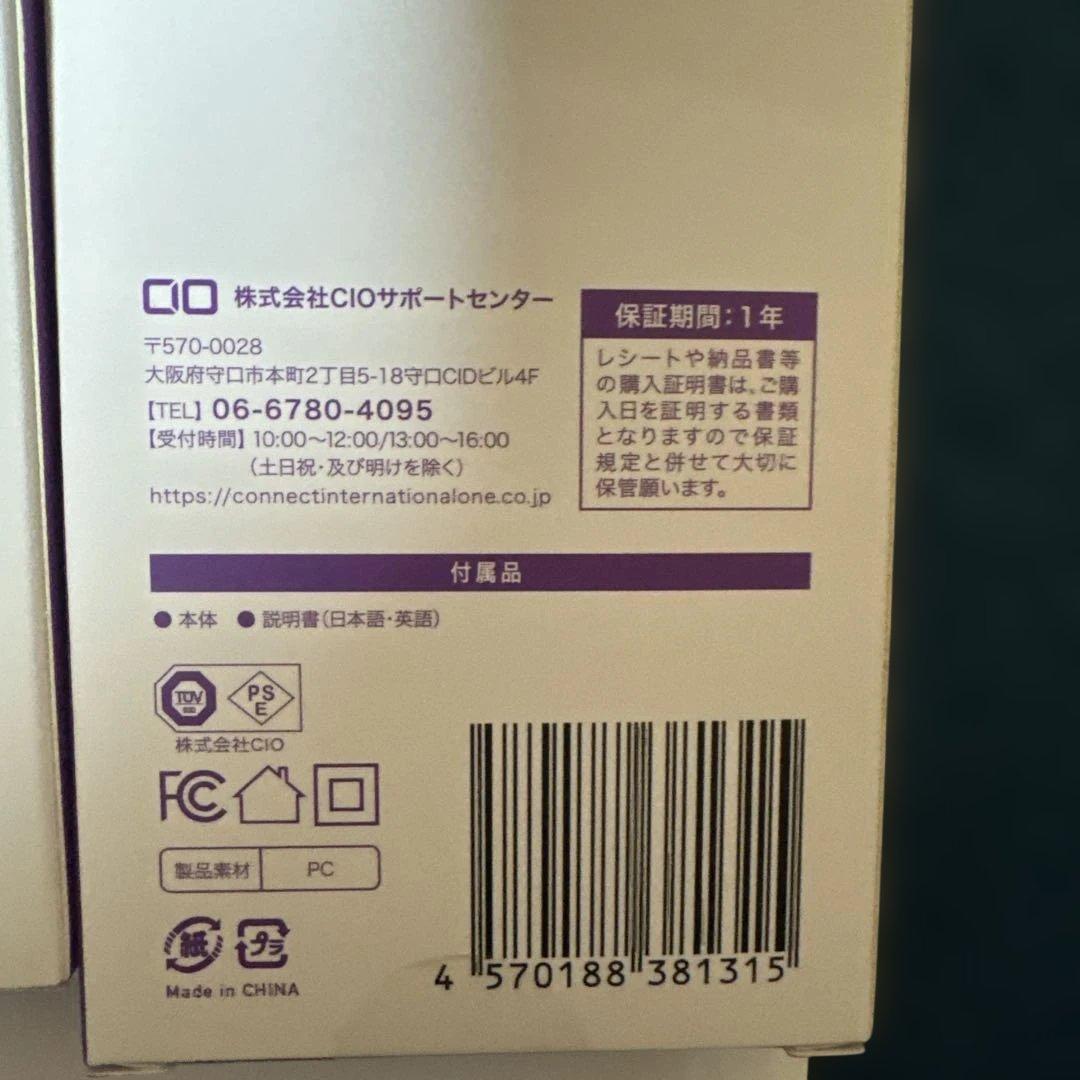 CIO 株式会社CIOサポートセンター
〒570-0028
大阪府守口市本町2丁目5-18守口CIDビル4F
【TEL】06-6780-4095
【受付時間】10:00〜12:00/13:00〜16:00
（土日祝・及び明けを除く）
https://connectinternationalone.co.jp
保証期間：1年
レシートや納品書等
の購入証明書は、ご購
入日を証明する書類
となりますので保証
規定と併せて大切に
保管願います。
付属品
● 本体 ● 説明書（日本語・英語）
TÜV
PS
E
株式会社CIO
FC
製品素材 PC
紙 プラ
Made in CHINA
4 570188 381315